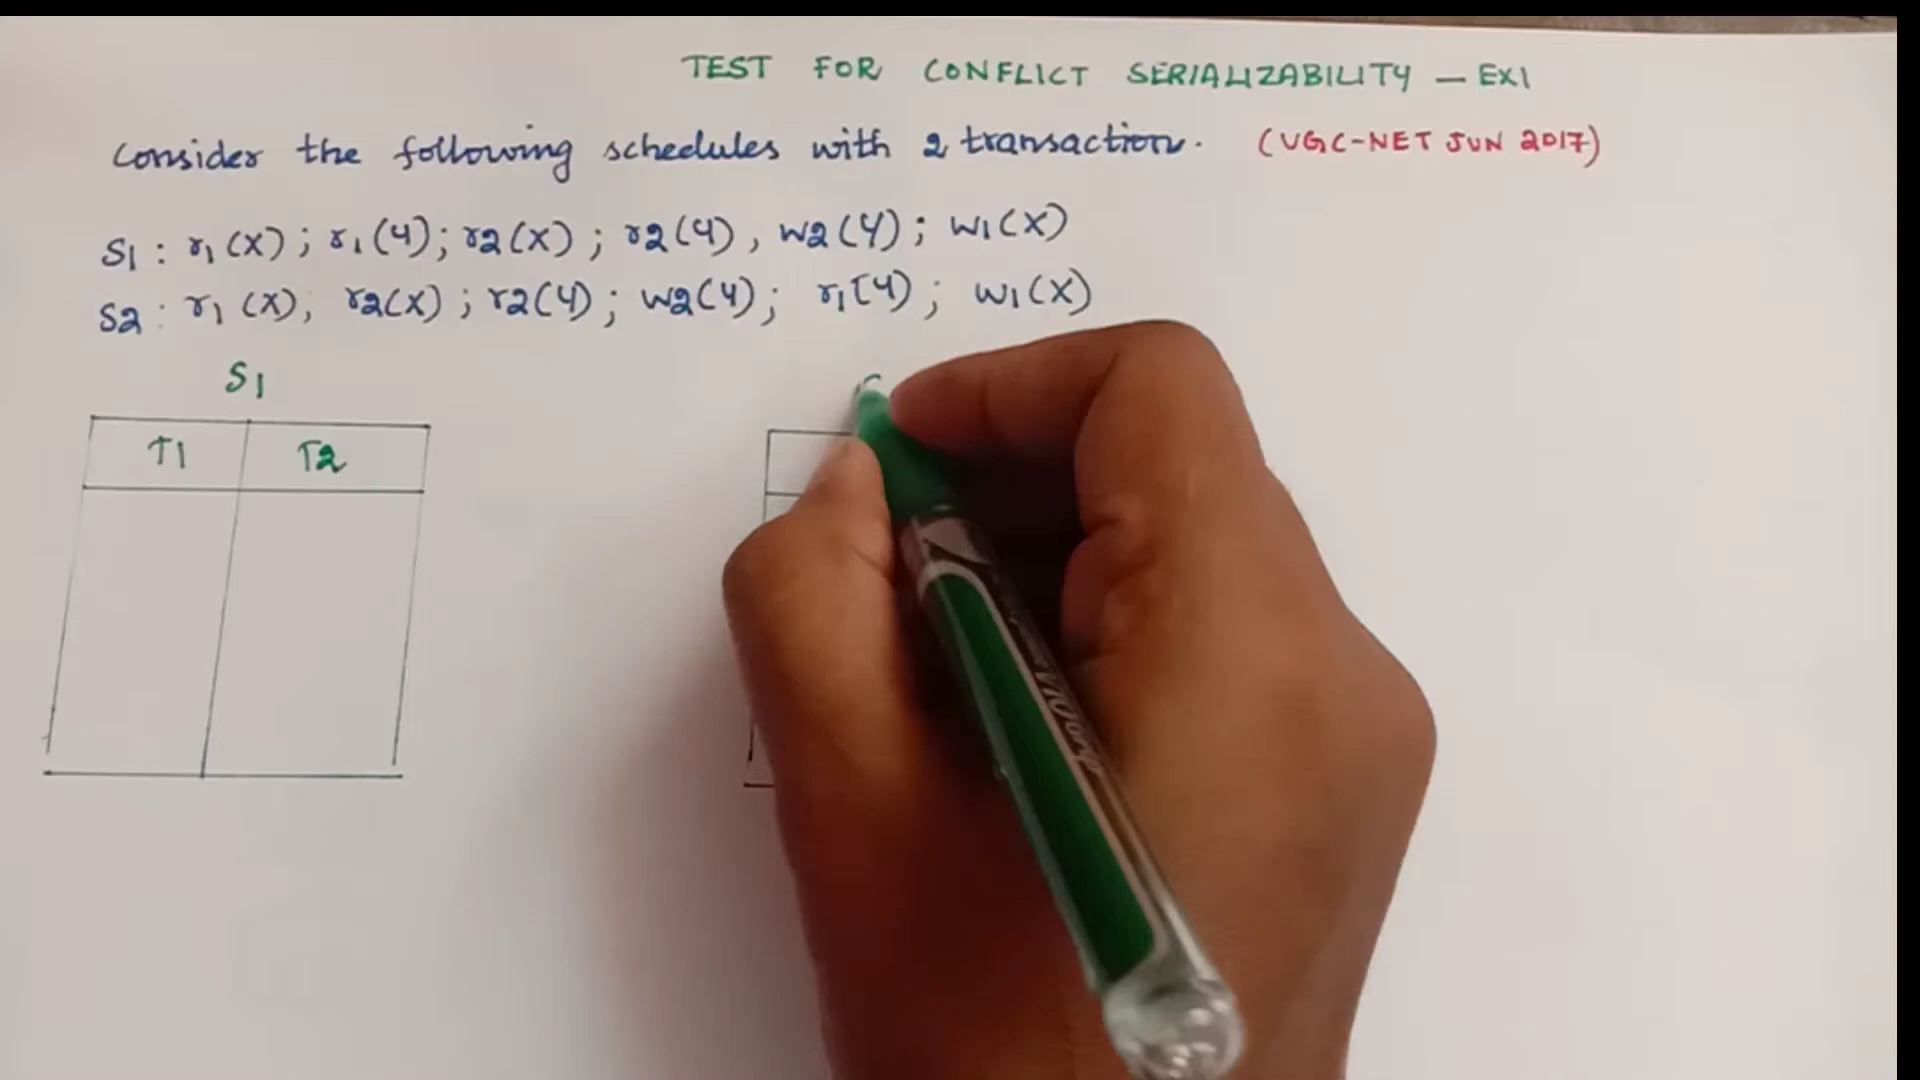 TEST FOR CONFLICT SERIALIZABILITY - EX1
Consider the following schedules with 2 transaction. (UGC-NET JUN 2017)
S1 : r1(X) ; r1(Y) ; r2(X) ; r2(Y) , w2(Y) ; w1(X)
S2 : r1(X), r2(X) ; r2(Y) ; w2(Y) ; r1(Y) ; w1(X)
S1
T1 T2